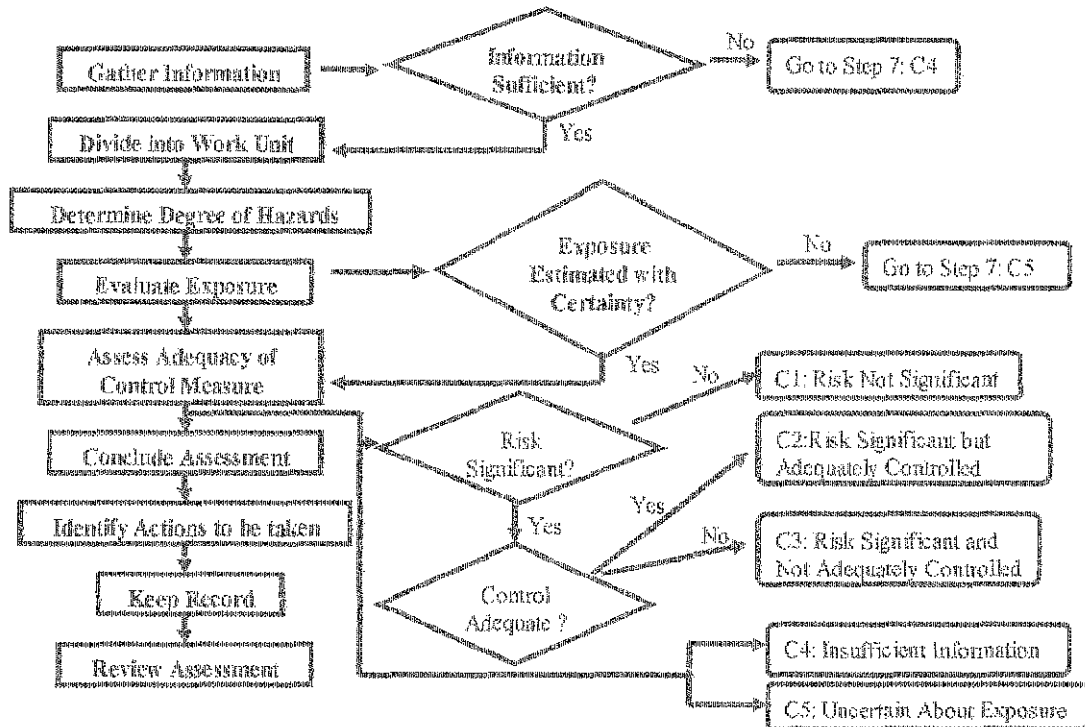 Gather Information
Information
Sufficient?
No
Go to Step 7: C4
Yes
Divide into Work Unit
Determine Degree of Hazards
Evaluate Exposure
Exposure
Estimated with
Certainty?
No
Go to Step 7: C5
Yes
Assess Adequacy of
Control Measure
Conclude Assessment
Risk
Significant?
No
C1: Risk Not Significant
Yes
Identify Actions to be taken
Control
Adequate ?
Yes
C2:Risk Significant but
Adequately Controlled
No
C3: Risk Significant and
Not Adequately Controlled
Keep Record
Review Assessment
C4: Insufficient Information
C5: Uncertain About Exposure